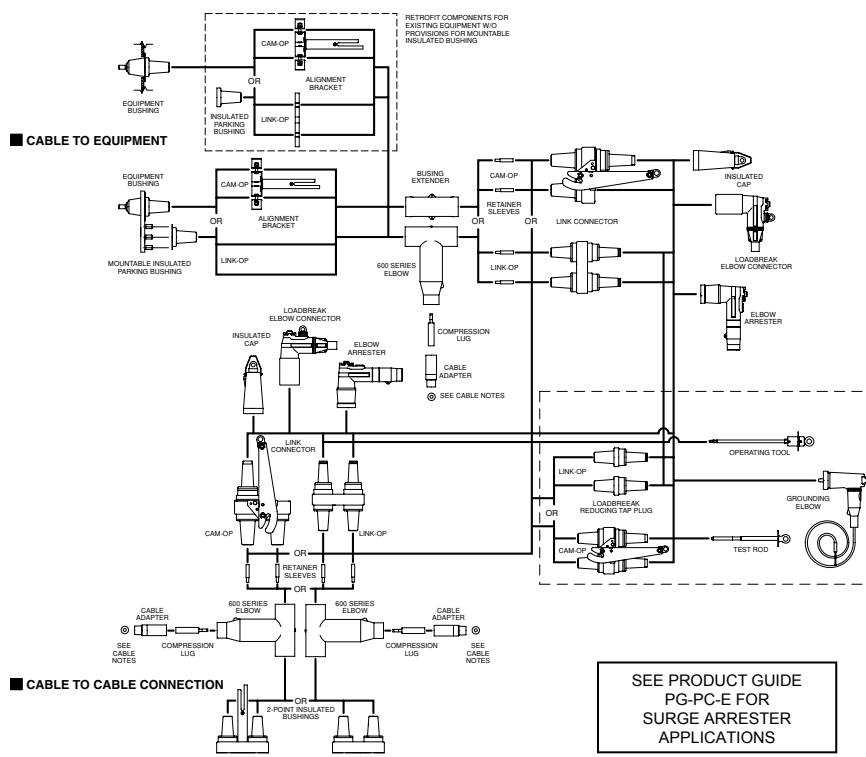 RETROFIT COMPONENTS FOR
EXISTING EQUIPMENT W/O
PROVISIONS FOR MOUNTABLE
INSULATED BUSHING
CAM-OP
OR
ALIGNMENT
BRACKET
EQUIPMENT
BUSHING
INSULATED
PARKING
BUSHING
LINK-OP
■ CABLE TO EQUIPMENT
EQUIPMENT
BUSHING
CAM-OP
OR
ALIGNMENT
BRACKET
MOUNTABLE INSULATED
PARKING BUSHING
LINK-OP
BUSING
EXTENDER
600 SERIES
ELBOW
CAM-OP
RETAINER
SLEEVES
OR
OR
LINK CONNECTOR
LINK-OP
INSULATED
CAP
LOADBREAK
ELBOW CONNECTOR
ELBOW
ARRESTER
COMPRESSION
LUG
CABLE
ADAPTER
SEE CABLE NOTES
LOADBREAK
ELBOW CONNECTOR
INSULATED
CAP
ELBOW
ARRESTER
LINK
CONNECTOR
CAM-OP
LINK-OP
OR
RETAINER
SLEEVES
OR
OPERATING TOOL
LINK-OP
LOADBREEAK
REDUCING TAP PLUG
OR
CAM-OP
GROUNDING
ELBOW
TEST ROD
CABLE
ADAPTER
600 SERIES
ELBOW
600 SERIES
ELBOW
CABLE
ADAPTER
SEE
CABLE
NOTES
COMPRESSION
LUG
COMPRESSION
LUG
SEE
CABLE
NOTES
■ CABLE TO CABLE CONNECTION
OR
2-POINT INSULATED
BUSHINGS
SEE PRODUCT GUIDE
PG-PC-E FOR
SURGE ARRESTER
APPLICATIONS